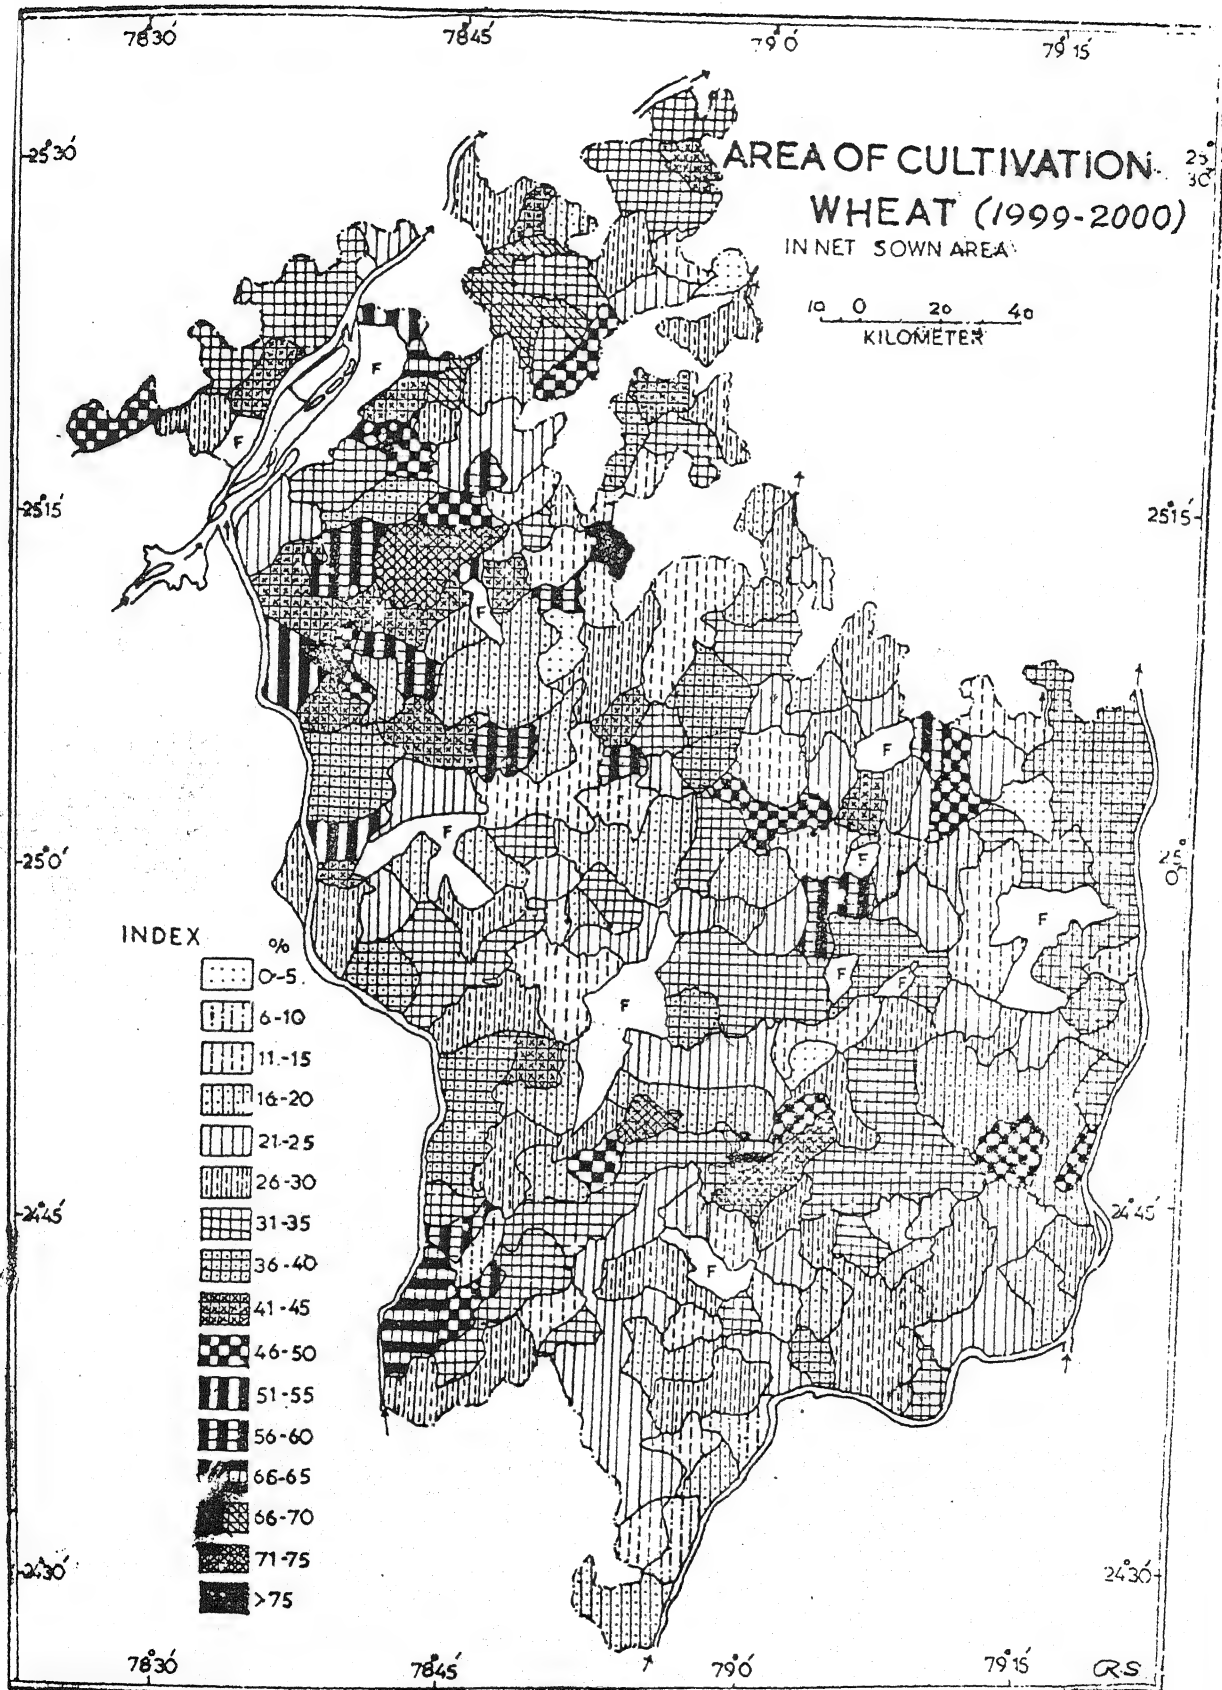 78°30′ 78°45′ 79°0′ 79°15′
25°30′
AREA OF CULTIVATION
25°30′
WHEAT (1999-2000)
IN NET SOWN AREA
10 0 20 40
KILOMETER
F
F
25°15′
25°15′
F
F
F
25°0′
F
25°0′
F
INDEX
%
F
F
F
0-5
6-10
11-15
16-20
21-25
26-30
31-35
36-40
41-45
46-50
51-55
56-60
66-65
66-70
71-75
>75
24°45′
24°45′
F
24°30′
24°30′
78°30′ 78°45′ 79°0′ 79°15′
R.S